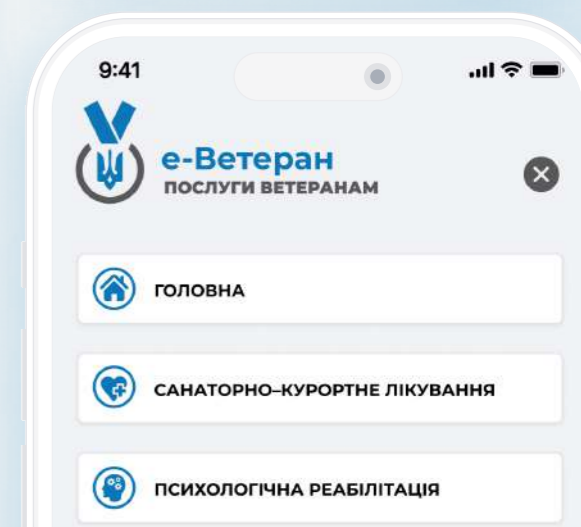 9:41
е-Ветеран
ПОСЛУГИ ВЕТЕРАНАМ
ГОЛОВНА
САНАТОРНО–КУРОРТНЕ ЛІКУВАННЯ
ПСИХОЛОГІЧНА РЕАБІЛІТАЦІЯ